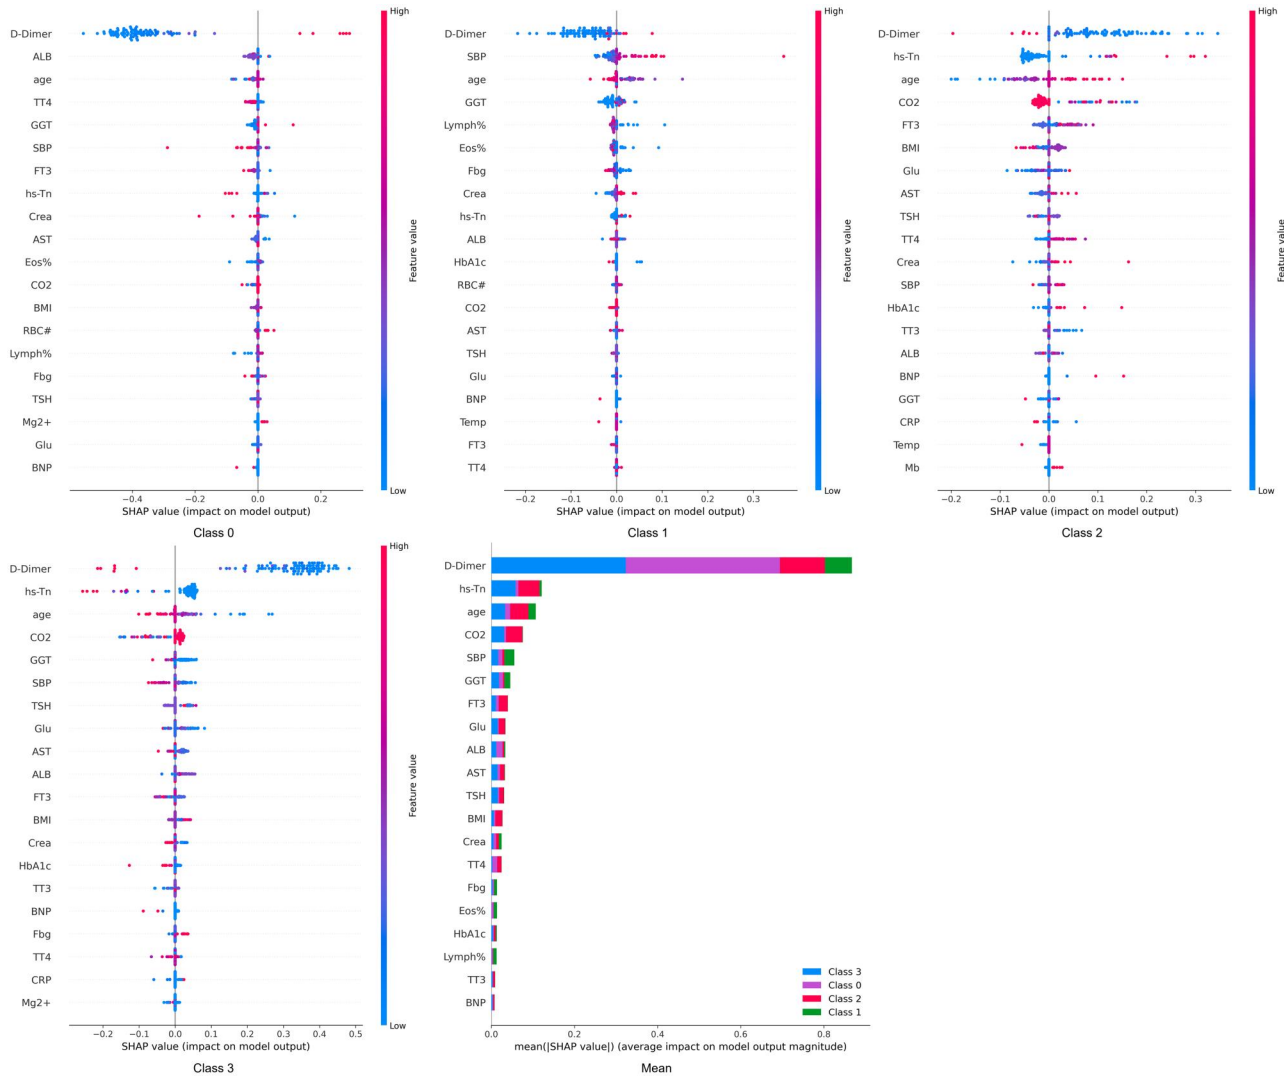 High
D-Dimer
ALB
age
TT4
GGT
SBP
FT3
hs-Tn
Crea
AST
Eos%
CO2
BMI
RBC#
Lymph%
Fbg
TSH
Mg2+
Glu
BNP
Low
Feature value
−0.4 −0.2 0.0 0.2
SHAP value (impact on model output)
Class 0
High
D-Dimer
SBP
age
GGT
Lymph%
Eos%
Fbg
Crea
hs-Tn
ALB
HbA1c
RBC#
CO2
AST
TSH
Glu
BNP
Temp
FT3
TT4
Low
Feature value
−0.2 −0.1 0.0 0.1 0.2 0.3
SHAP value (impact on model output)
Class 1
High
D-Dimer
hs-Tn
age
CO2
FT3
BMI
Glu
AST
TSH
TT4
Crea
SBP
HbA1c
TT3
ALB
BNP
GGT
CRP
Temp
Mb
Low
Feature value
−0.2 −0.1 0.0 0.1 0.2 0.3
SHAP value (impact on model output)
Class 2
High
D-Dimer
hs-Tn
age
CO2
GGT
SBP
TSH
Glu
AST
ALB
FT3
BMI
Crea
HbA1c
TT3
BNP
Fbg
TT4
CRP
Mg2+
Low
Feature value
−0.2 −0.1 0.0 0.1 0.2 0.3 0.4 0.5
SHAP value (impact on model output)
Class 3
D-Dimer
hs-Tn
age
CO2
SBP
GGT
FT3
Glu
ALB
AST
TSH
BMI
Crea
TT4
Fbg
Eos%
HbA1c
Lymph%
TT3
BNP
Class 3
Class 0
Class 2
Class 1
0.0 0.2 0.4 0.6 0.8
mean(|SHAP value|) (average impact on model output magnitude)
Mean